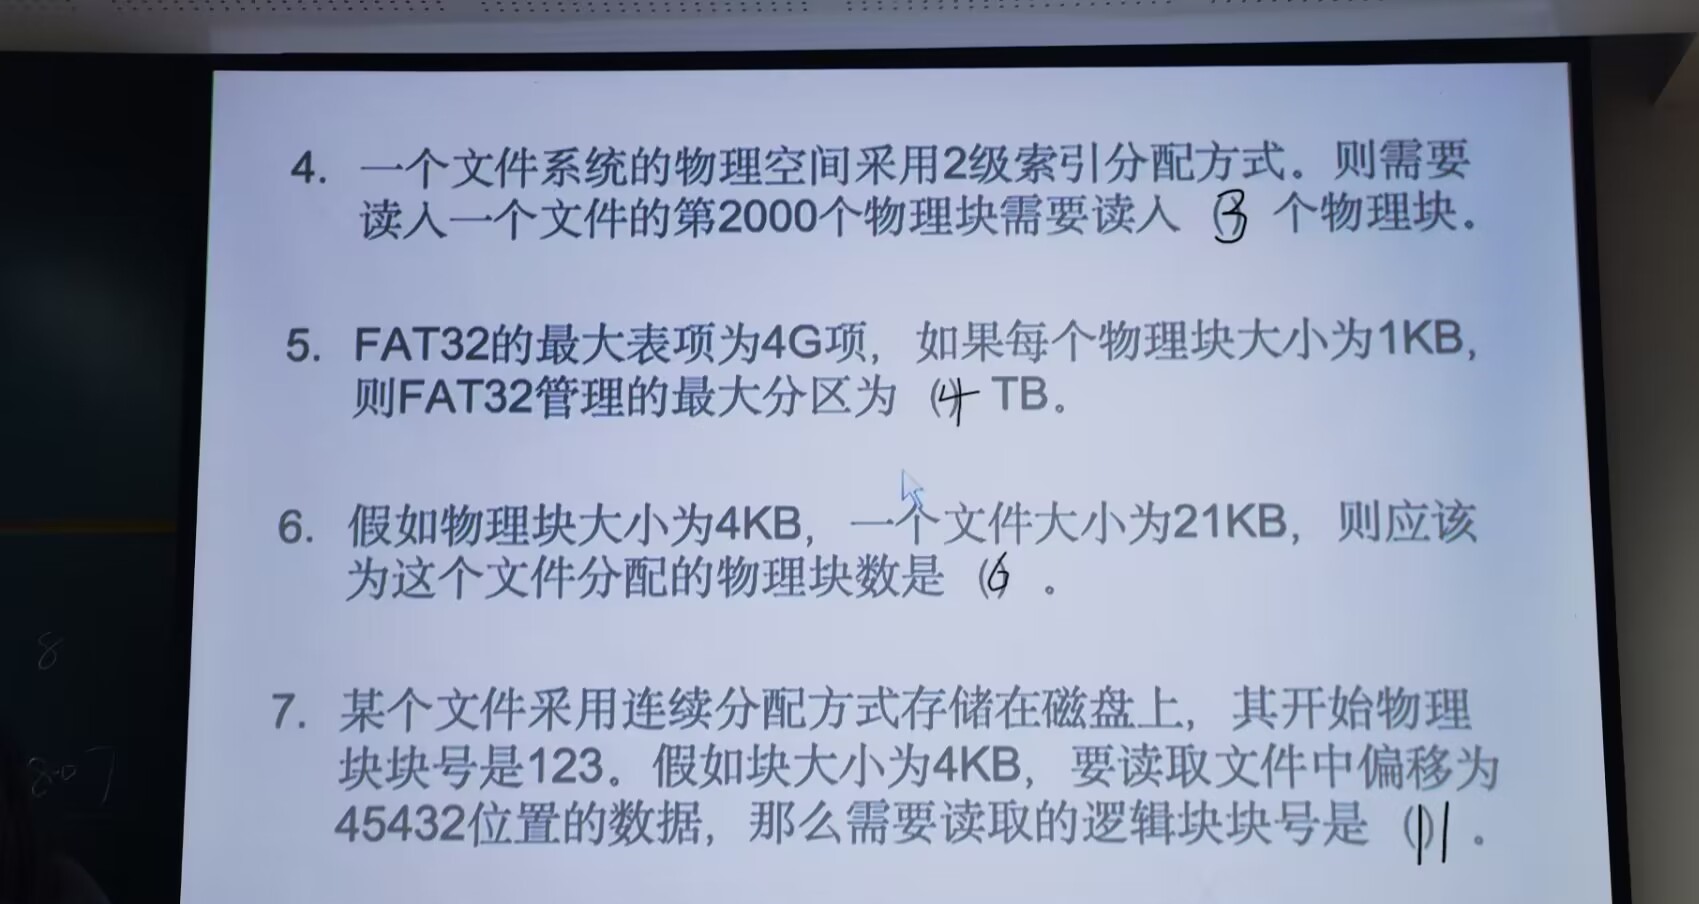 4. 一个文件系统的物理空间采用2级索引分配方式。则需要
读入一个文件的第2000个物理块需要读入 (3 个物理块。
5. FAT32的最大表项为4G项，如果每个物理块大小为1KB，
则FAT32管理的最大分区为 (4 TB。
6. 假如物理块大小为4KB，一个文件大小为21KB，则应该
为这个文件分配的物理块数是 (6 。
7. 某个文件采用连续分配方式存储在磁盘上，其开始物理
块块号是123。假如块大小为4KB，要读取文件中偏移为
45432位置的数据，那么需要读取的逻辑块块号是 ()11 。
8